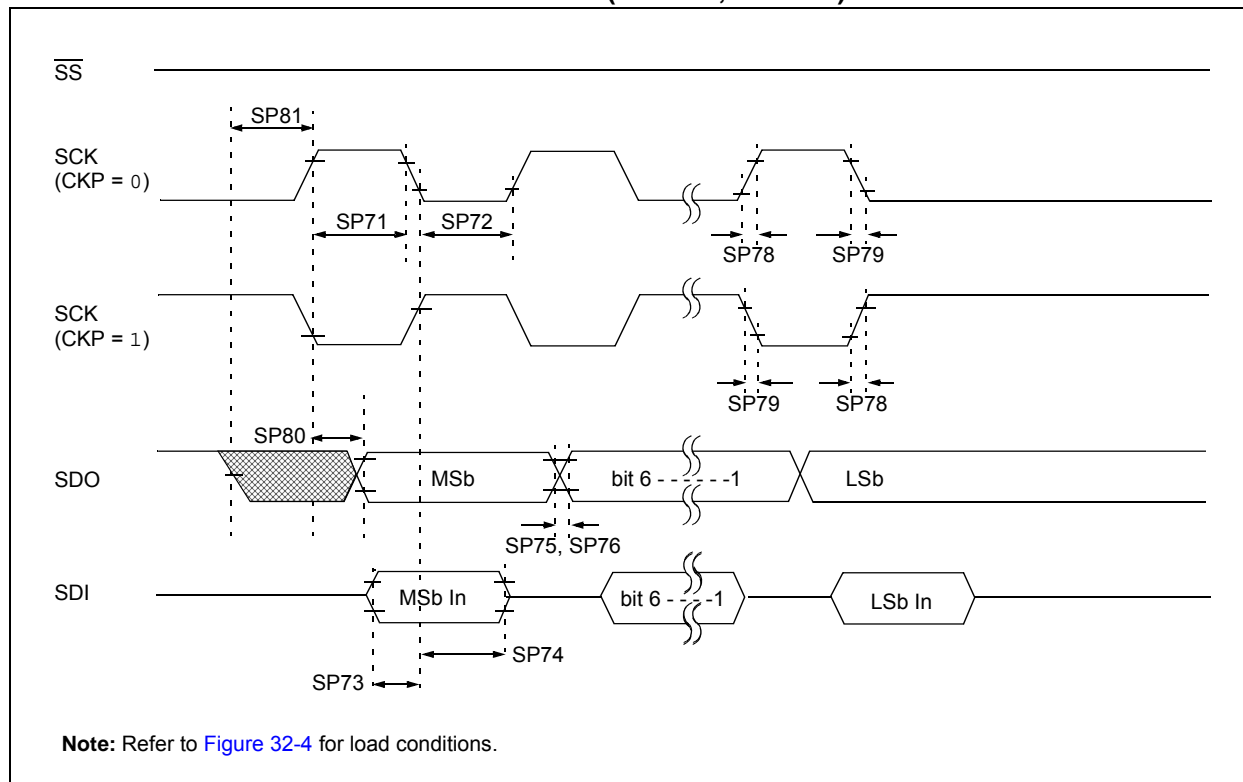 SS
SP81
SCK
(CKP = 0)
SP71
SP72
SP78
SP79
SCK
(CKP = 1)
SP79
SP78
SP80
SDO
MSb
bit 6 - - - - - -1
LSb
SP75, SP76
SDI
MSb In
bit 6 - - - - -1
LSb In
SP74
SP73
Note: Refer to Figure 32-4 for load conditions.